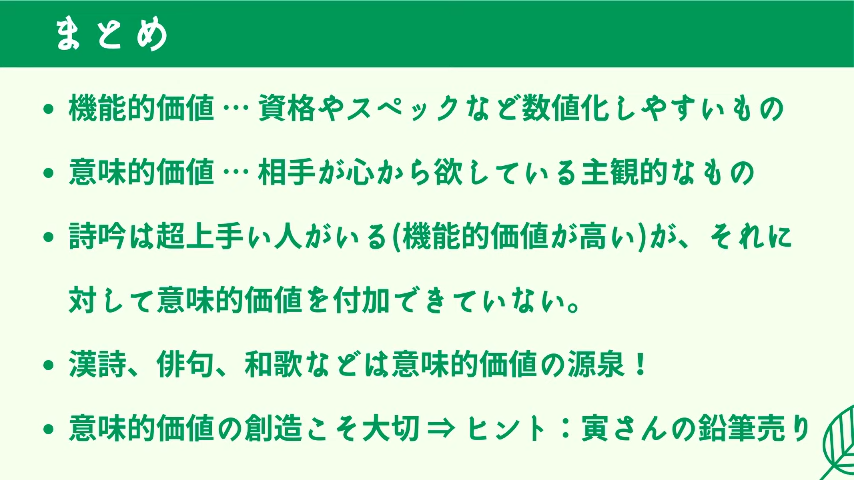 まとめ
• 機能的価値 … 資格やスペックなど数値化しやすいもの
• 意味的価値 … 相手が心から欲している主観的なもの
• 詩吟は超上手い人がいる(機能的価値が高い)が、それに
対して意味的価値を付加できていない。
• 漢詩、俳句、和歌などは意味的価値の源泉！
• 意味的価値の創造こそ大切 ⇒ ヒント：寅さんの鉛筆売り